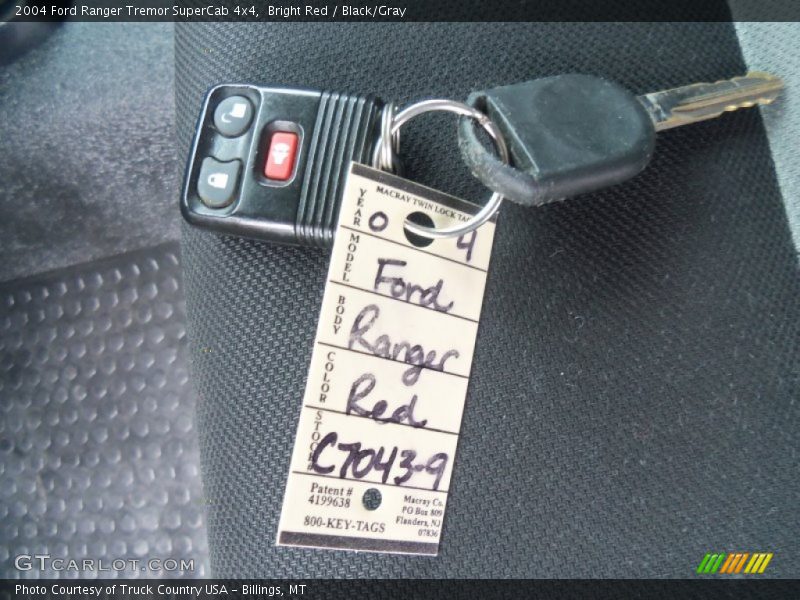 2004 Ford Ranger Tremor SuperCab 4x4,  Bright Red / Black/Gray
MACRAY TWIN LOCK
YEAR 0 4
MODEL Ford
BODY Ranger
COLOR Red
C7043-9
Patent #
4199638
800-KEY-TAGS
Macray Co.
PO Box 809
Flanders, NJ
07836
GTCARLOT.COM
Photo Courtesy of Truck Country USA – Billings, MT